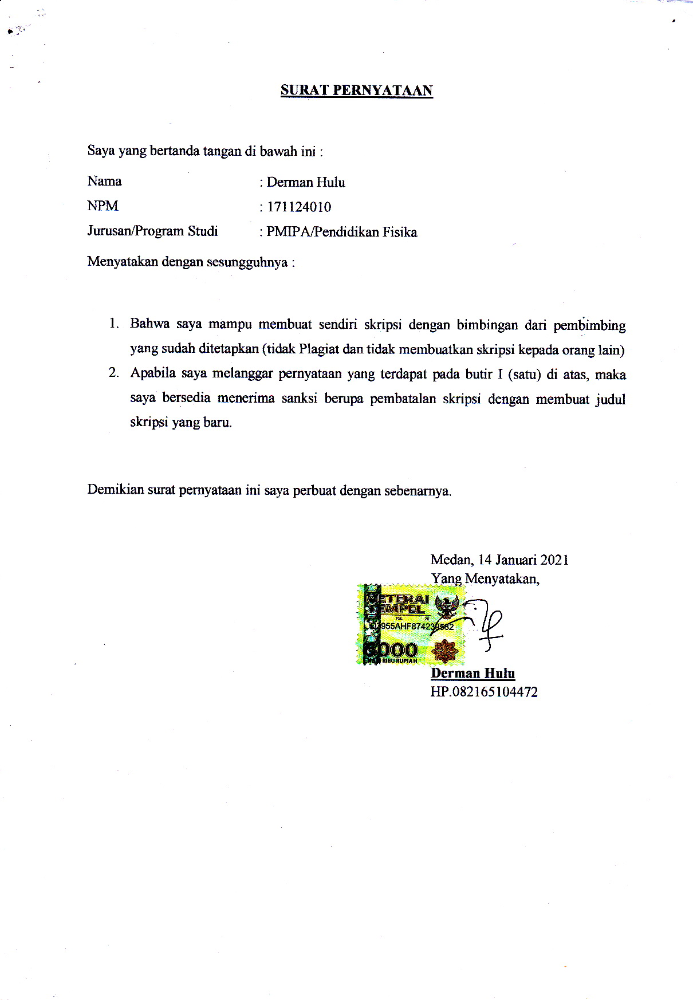 SURAT PERNYATAAN
Saya yang bertanda tangan di bawah ini :
Nama : Derman Hulu
NPM : 171124010
Jurusan/Program Studi : PMIPA/Pendidikan Fisika
Menyatakan dengan sesungguhnya :
1. Bahwa saya mampu membuat sendiri skripsi dengan bimbingan dari pembimbing
yang sudah ditetapkan (tidak Plagiat dan tidak membuatkan skripsi kepada orang lain)
2. Apabila saya melanggar pernyataan yang terdapat pada butir I (satu) di atas, maka
saya bersedia menerima sanksi berupa pembatalan skripsi dengan membuat judul
skripsi yang baru.
Demikian surat pernyataan ini saya perbuat dengan sebenarnya.
Medan, 14 Januari 2021
Yang Menyatakan,
METERAI
TEMPEL
TGL. 20
955AHF874239582
6000
ENAM RIBU RUPIAH
Derman Hulu
HP.082165104472